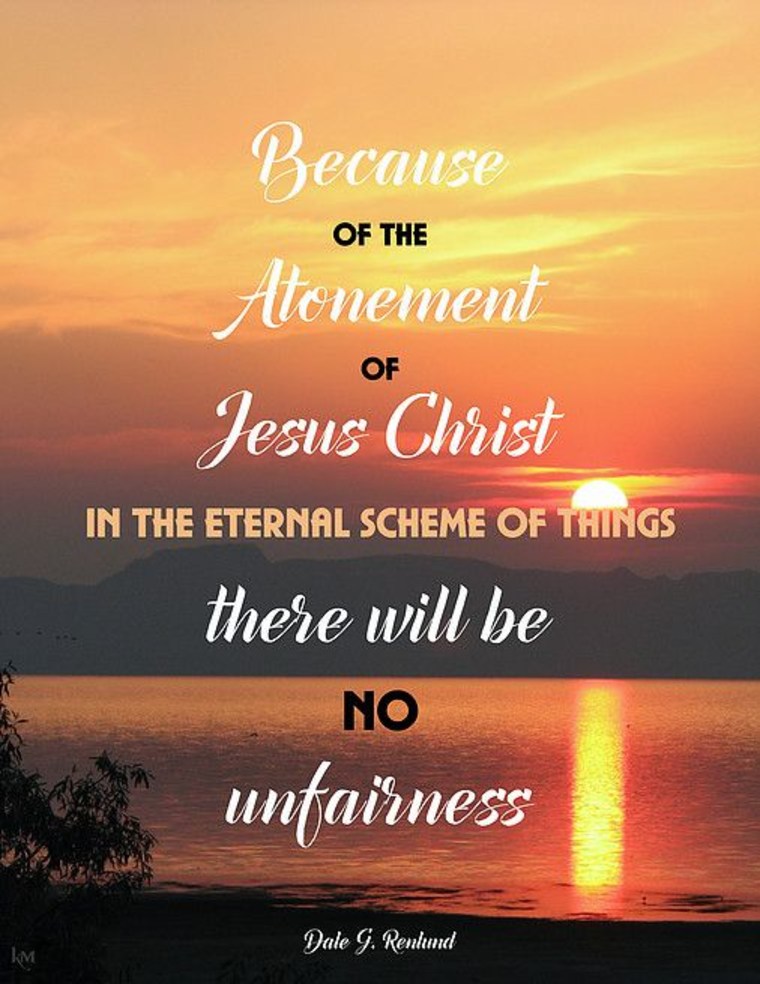 Because
OF THE
Atonement
OF
Jesus Christ
IN THE ETERNAL SCHEME OF THINGS
there will be
NO
unfairness
Dale G. Renlund
KM